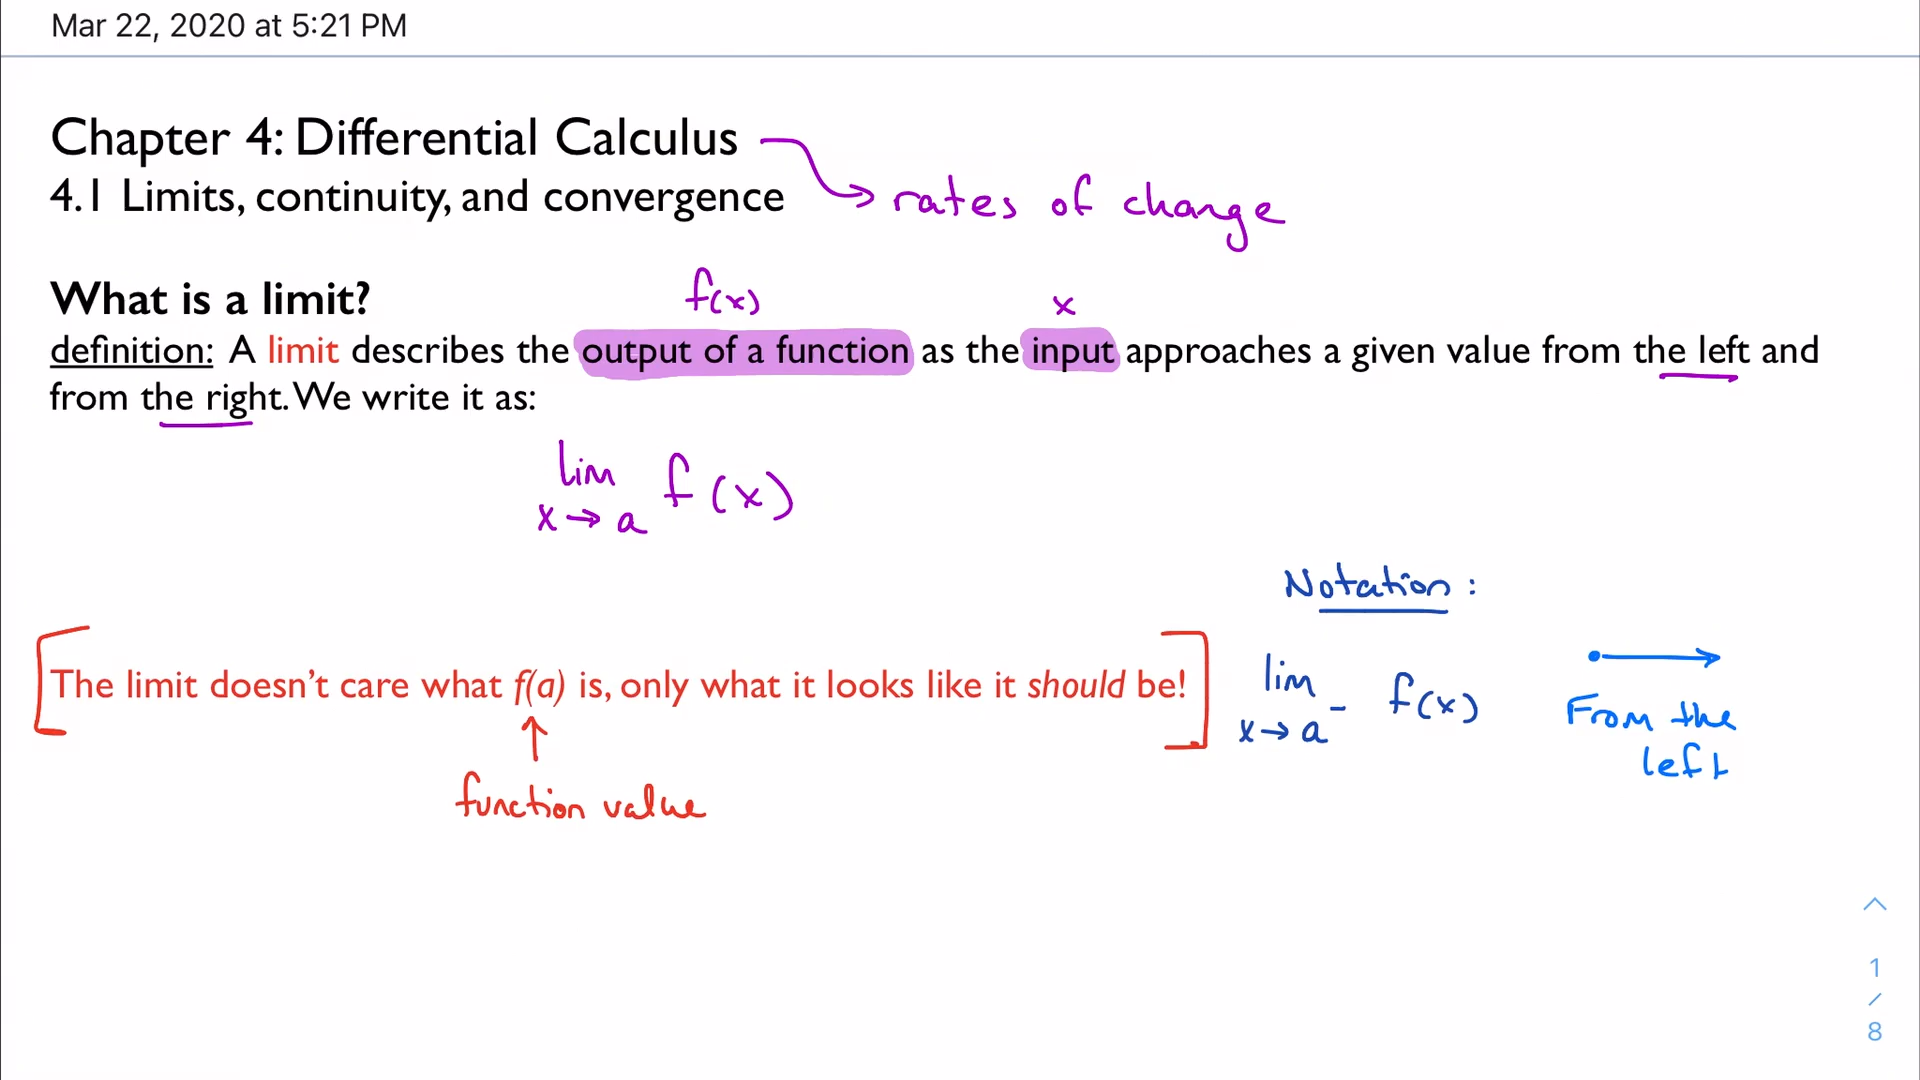 Mar 22, 2020 at 5:21 PM
Chapter 4: Differential Calculus
4.1 Limits, continuity, and convergence
rates of change
What is a limit?
f(x)
x
definition: A limit describes the output of a function as the input approaches a given value from the left and
from the right. We write it as:
lim f(x)
x→a
Notation:
The limit doesn't care what f(a) is, only what it looks like it should be!
function value
lim f(x)
x→a⁻
From the
left
1
/
8